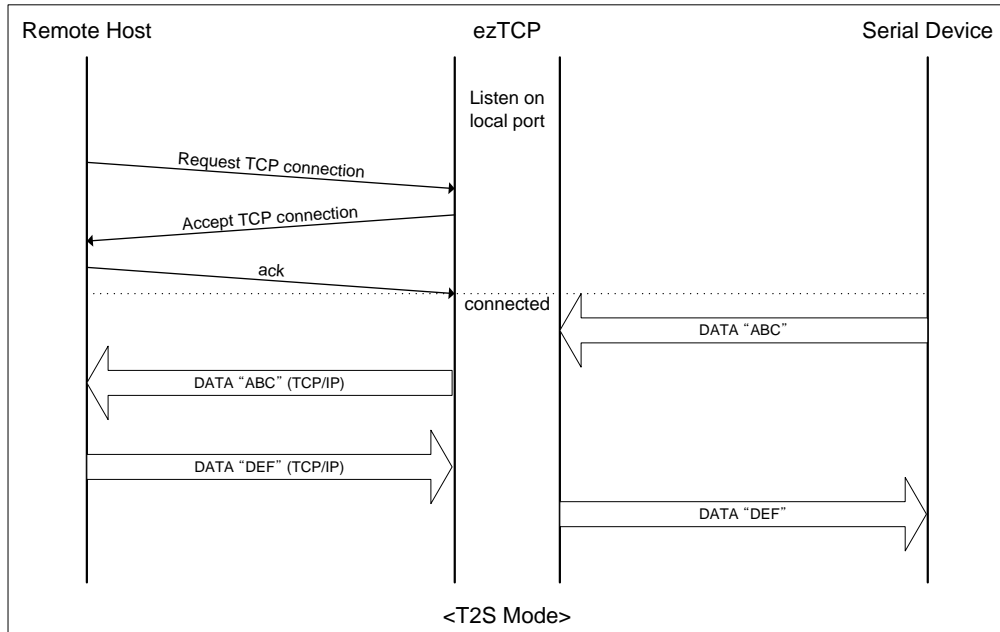 Remote Host
ezTCP
Serial Device
Listen on
local port
Request TCP connection
Accept TCP connection
ack
connected
DATA “ABC”
DATA “ABC” (TCP/IP)
DATA “DEF” (TCP/IP)
DATA “DEF”
<T2S Mode>